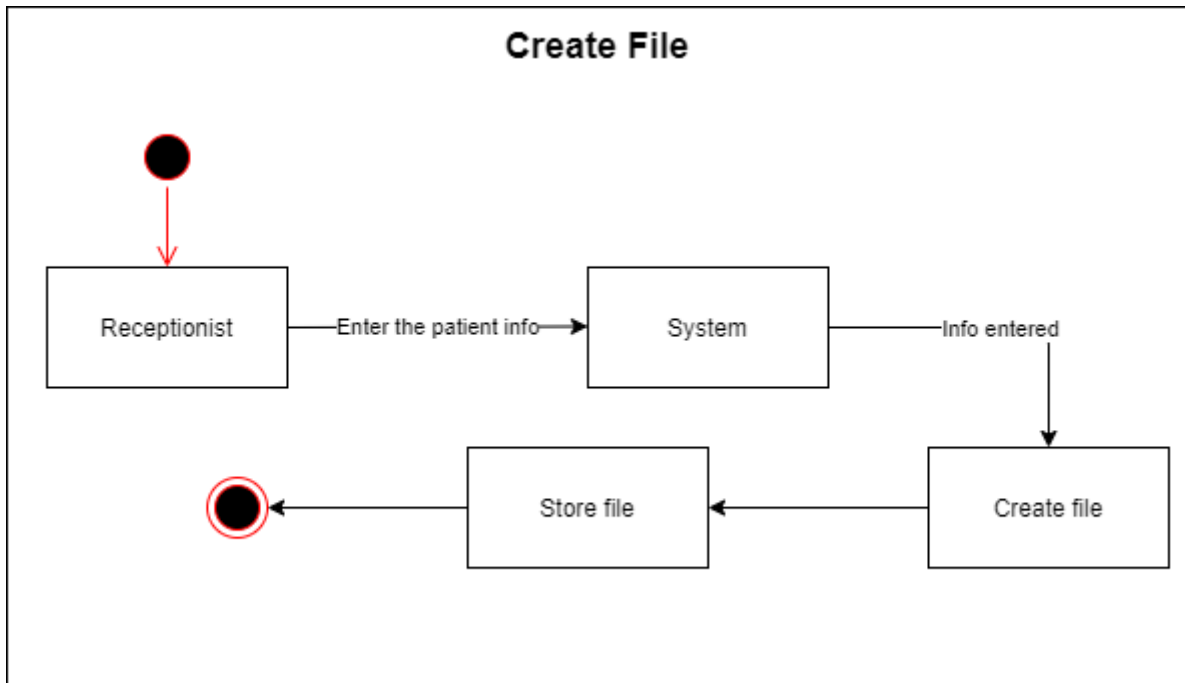 Create File
Receptionist
Enter the patient info
System
Info entered
Store file
Create file